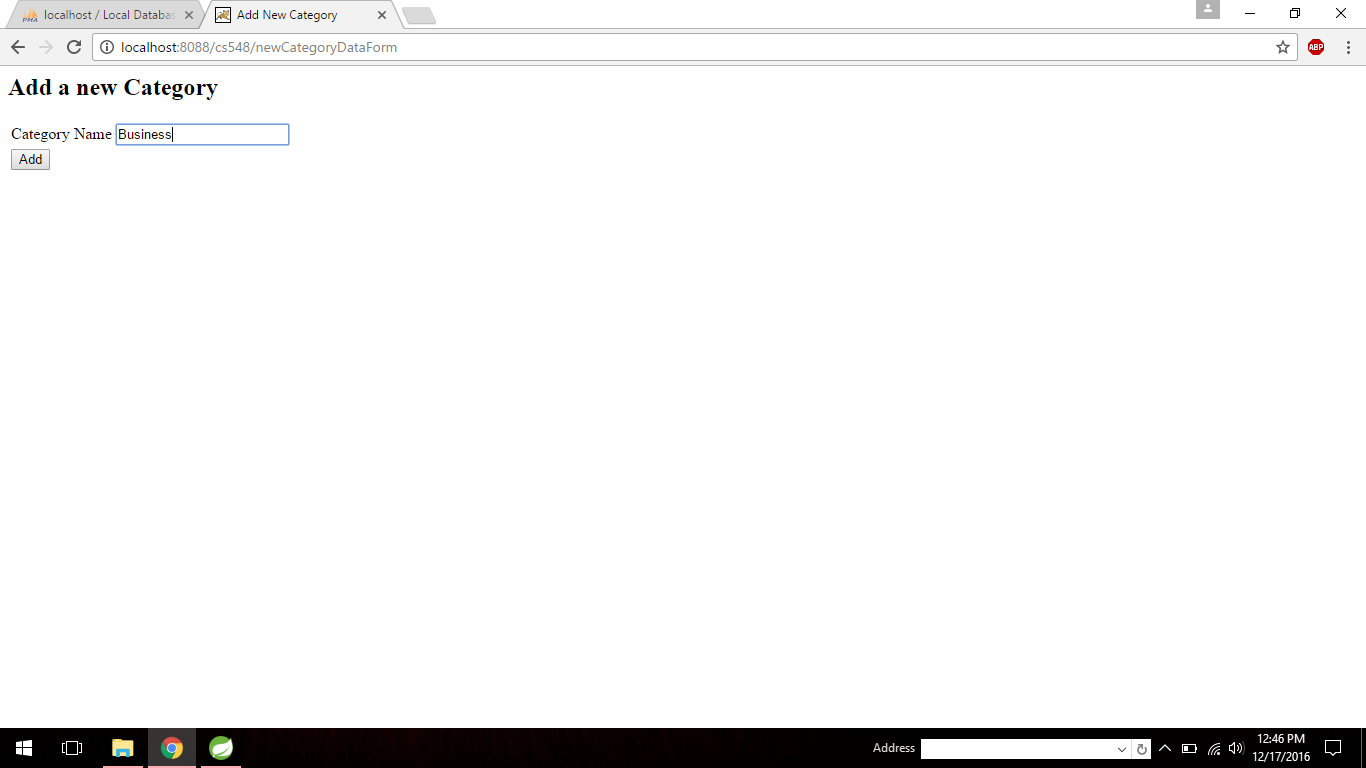 PMA localhost / Local Databas
Add New Category
localhost:8088/cs548/newCategoryDataForm
ABP
Add a new Category
Category Name Business
Add
Address
12:46 PM
12/17/2016